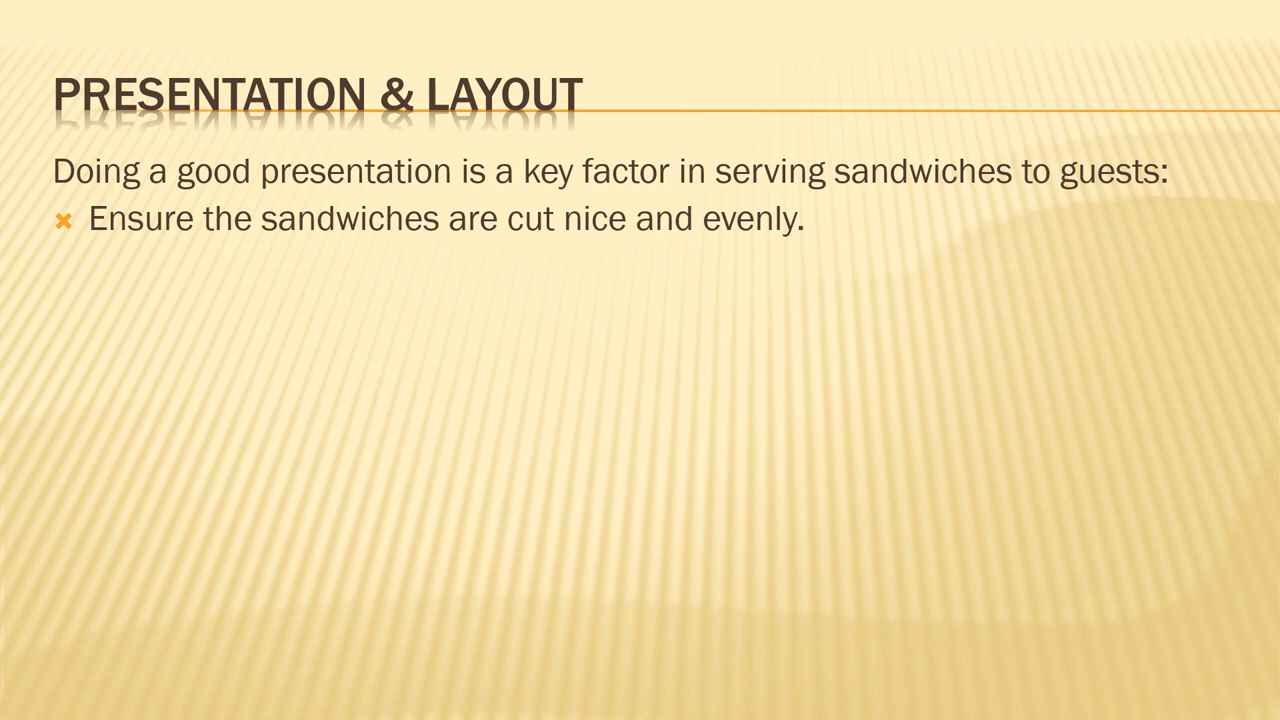 PRESENTATION & LAYOUT
Doing a good presentation is a key factor in serving sandwiches to guests:
Ensure the sandwiches are cut nice and evenly.